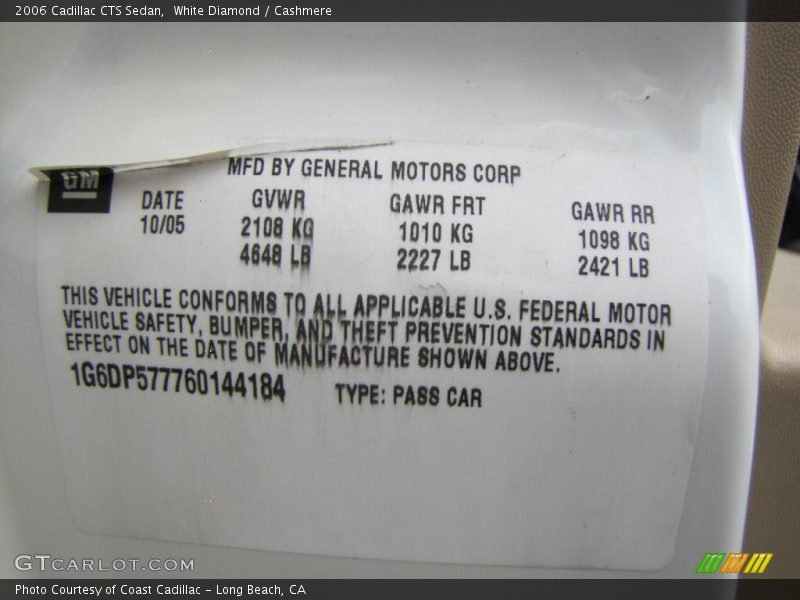 2006 Cadillac CTS Sedan,  White Diamond / Cashmere
MFD BY GENERAL MOTORS CORP
GM
DATE GVWR GAWR FRT GAWR RR
10/05 2108 KG 1010 KG 1098 KG
4648 LB 2227 LB 2421 LB
THIS VEHICLE CONFORMS TO ALL APPLICABLE U.S. FEDERAL MOTOR
VEHICLE SAFETY, BUMPER, AND THEFT PREVENTION STANDARDS IN
EFFECT ON THE DATE OF MANUFACTURE SHOWN ABOVE.
1G6DP577760144184 TYPE: PASS CAR
GTCARLOT.COM
Photo Courtesy of Coast Cadillac - Long Beach, CA